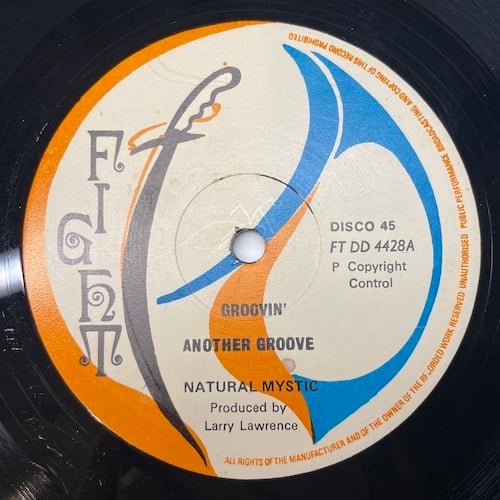 FIGHT
DISCO 45
FT DD 4428A
P Copyright
Control
GROOVIN'
ANOTHER GROOVE
NATURAL MYSTIC
Produced by
Larry Lawrence
ALL RIGHTS OF THE MANUFACTURER AND OF THE OWNER OF THE RE-ORDED WORK RESERVED UNAUTHORISED PUBLIC PERFORMANCE BROADCASTING AND COPYING OF THIS RECORD PROHIBITED